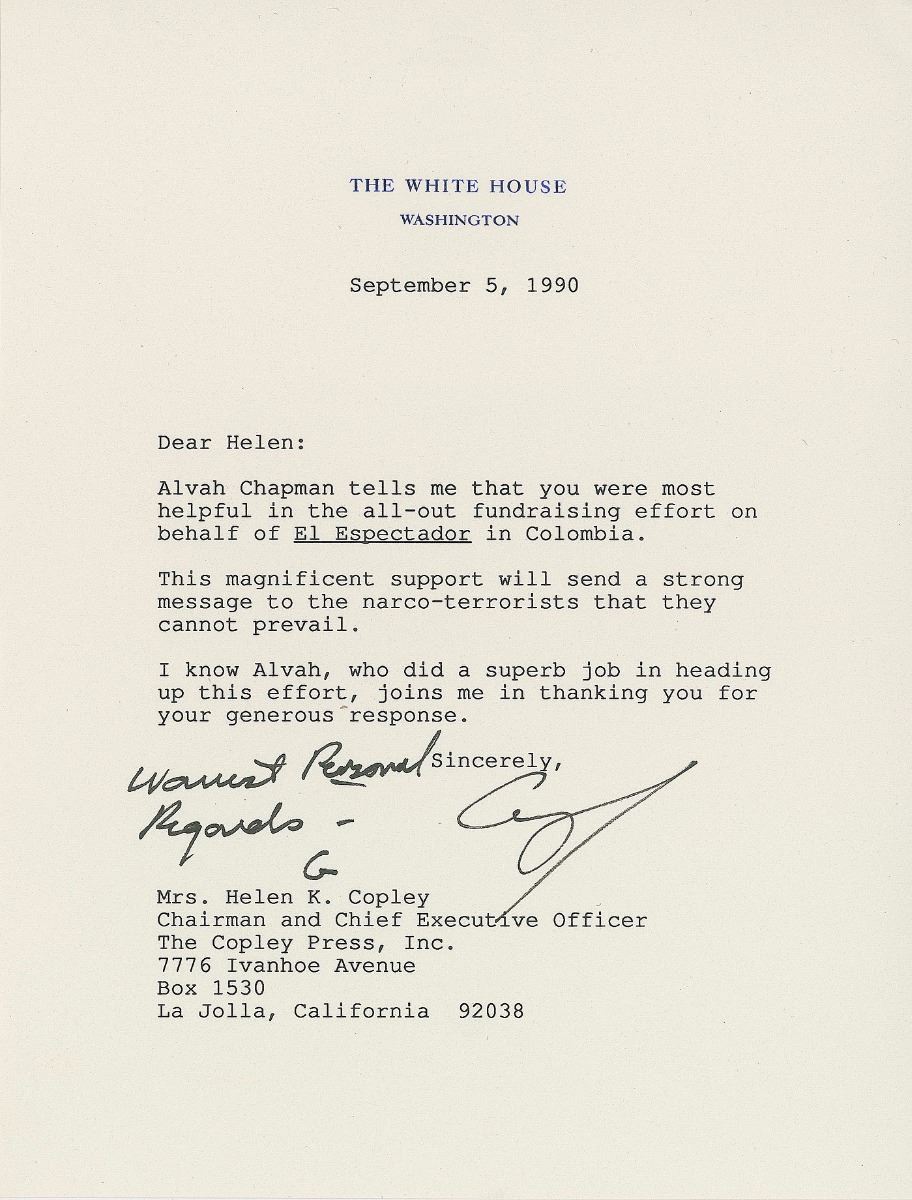 THE WHITE HOUSE
WASHINGTON
September 5, 1990
Dear Helen:
Alvah Chapman tells me that you were most
helpful in the all-out fundraising effort on
behalf of El Espectador in Colombia.
This magnificent support will send a strong
message to the narco-terrorists that they
cannot prevail.
I know Alvah, who did a superb job in heading
up this effort, joins me in thanking you for
your generous response.
Sincerely,
Warmest Personal
Regards -
G
Mrs. Helen K. Copley
Chairman and Chief Executive Officer
The Copley Press, Inc.
7776 Ivanhoe Avenue
Box 1530
La Jolla, California 92038